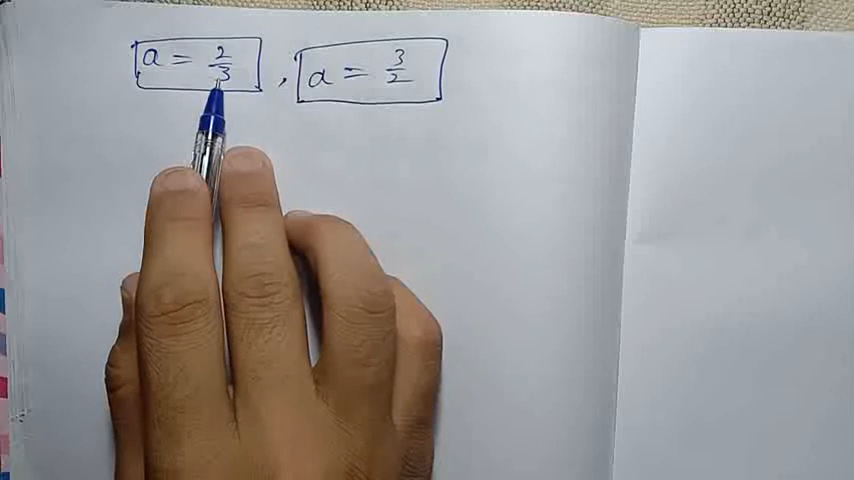 a = 2/3 , a = 3/2